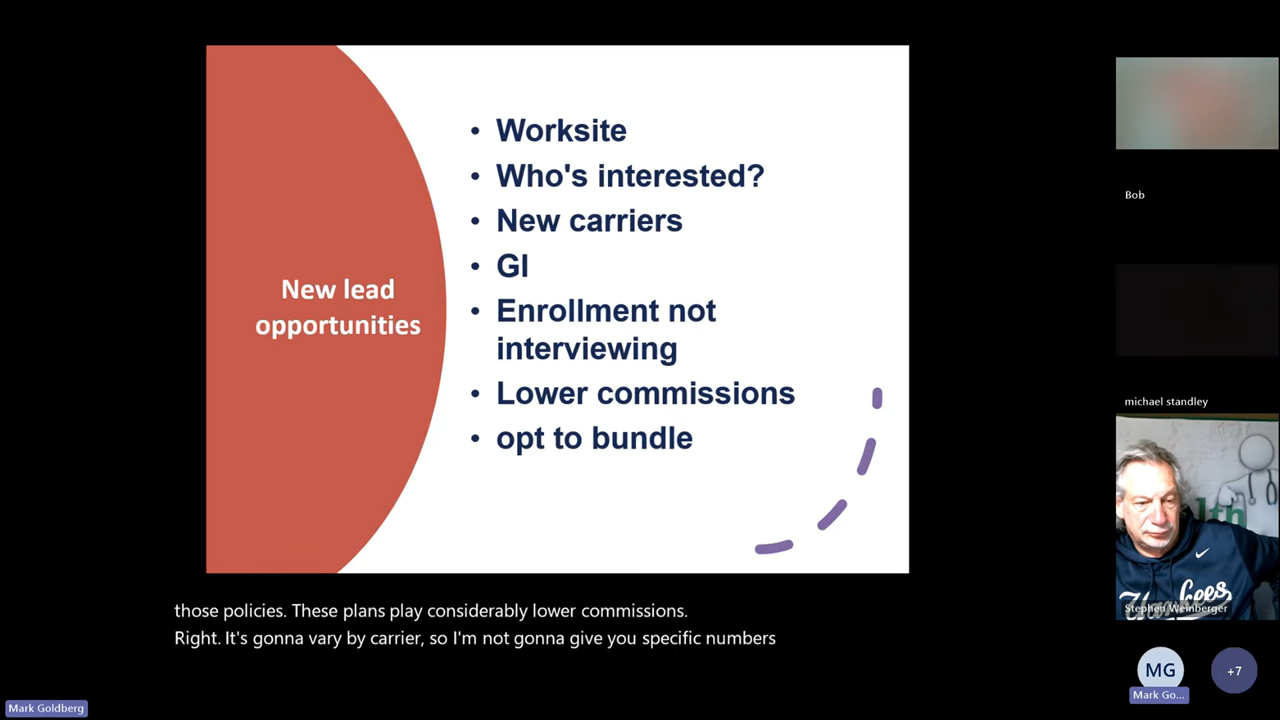 New lead
opportunities
• Worksite
• Who's interested?
• New carriers
• GI
• Enrollment not
interviewing
• Lower commissions
• opt to bundle
those policies. These plans play considerably lower commissions.
Right. It's gonna vary by carrier, so I'm not gonna give you specific numbers
Mark Goldberg
Bob
michael standley
Yankees
Stephen Weinberger
MG
Mark Go...
+7